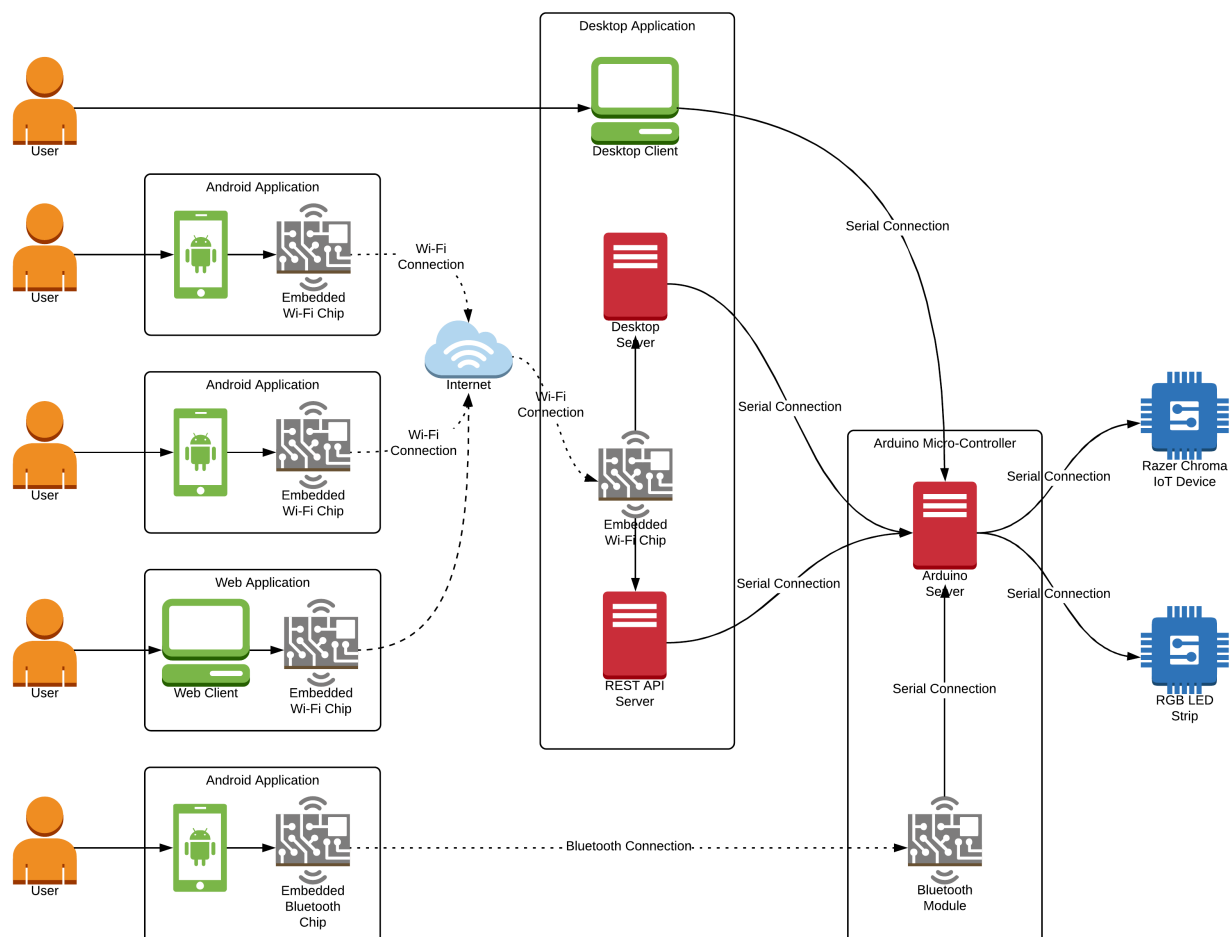 Desktop Application
User
Desktop Client
Android Application
User
Embedded
Wi-Fi Chip
Wi-Fi
Connection
Serial Connection
Desktop
Server
Internet
Android Application
User
Embedded
Wi-Fi Chip
Wi-Fi
Connection
Wi-Fi
Connection
Serial Connection
Embedded
Wi-Fi Chip
Arduino Micro-Controller
Serial Connection
Razer Chroma
IoT Device
Arduino
Server
Web Application
User
Web Client
Embedded
Wi-Fi Chip
REST API
Server
Serial Connection
Serial Connection
RGB LED
Strip
Serial Connection
Android Application
User
Embedded
Bluetooth
Chip
Bluetooth Connection
Bluetooth
Module